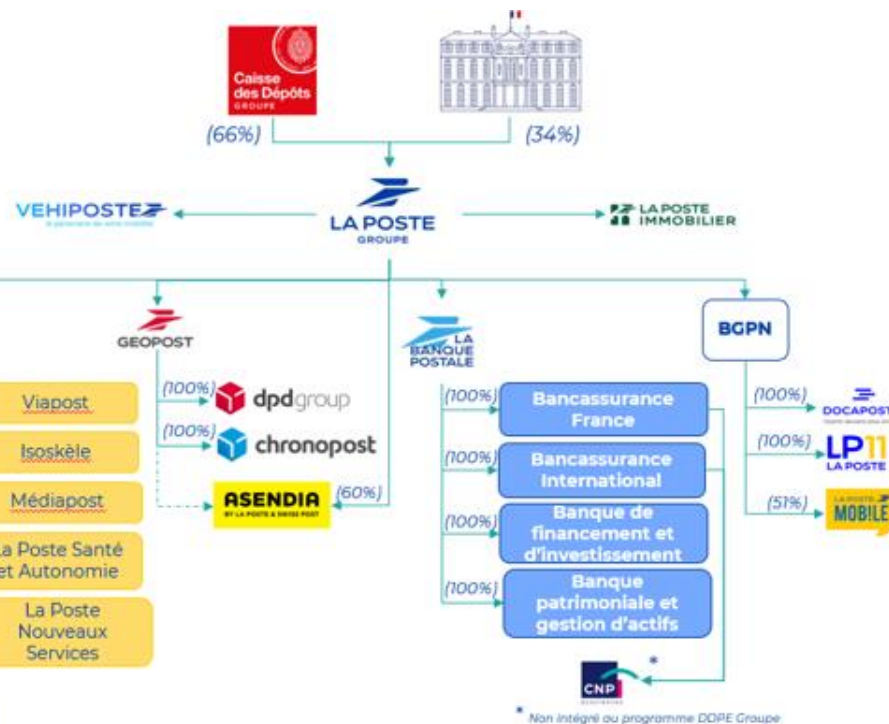 Caisse
des Dépôts
GROUPE
(66%)
(34%)
VEHIPOSTE
LA POSTE
GROUPE
LA POSTE
IMMOBILIER
GEOPOST
LA
BANQUE
POSTALE
BGPN
Viapost
Isoskèle
Médiapost
La Poste Santé
et Autonomie
La Poste
Nouveaux
Services
(100%)
dpdgroup
(100%)
chronopost
ASENDIA
BY LA POSTE & SWISS POST
(60%)
(100%)
Bancassurance
France
(100%)
Bancassurance
International
(100%)
Banque de
financement et
d'investissement
(100%)
Banque
patrimoniale et
gestion d'actifs
(100%)
DOCAPOST
(100%)
LP11
LA POSTE
(51%)
LA POSTE
MOBILE
CNP
*
* Non intégré au programme DDPE Groupe